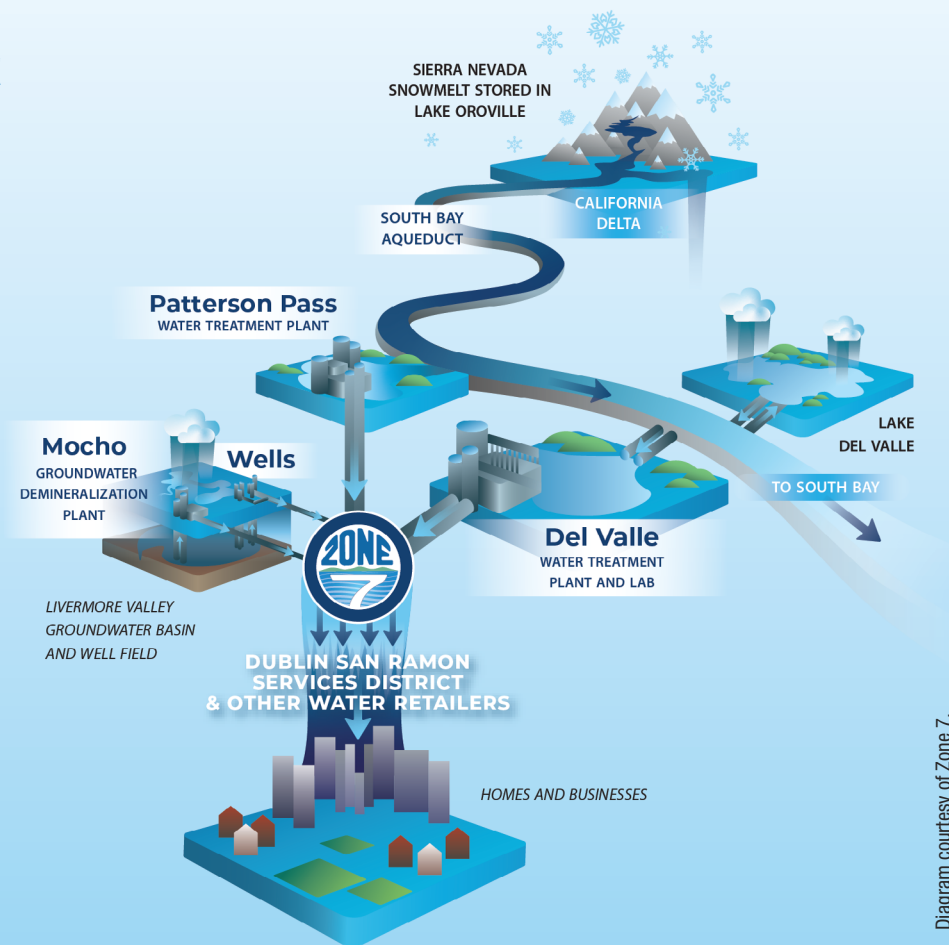 SIERRA NEVADA
SNOWMELT STORED IN
LAKE OROVILLE
CALIFORNIA
DELTA
SOUTH BAY
AQUEDUCT
Patterson Pass
WATER TREATMENT PLANT
LAKE
DEL VALLE
Mocho
GROUNDWATER
DEMINERALIZATION
PLANT
Wells
TO SOUTH BAY
Del Valle
WATER TREATMENT
PLANT AND LAB
ZONE
7
LIVERMORE VALLEY
GROUNDWATER BASIN
AND WELL FIELD
DUBLIN SAN RAMON
SERVICES DISTRICT
& OTHER WATER RETAILERS
HOMES AND BUSINESSES
Diagram courtesy of Zone 7.